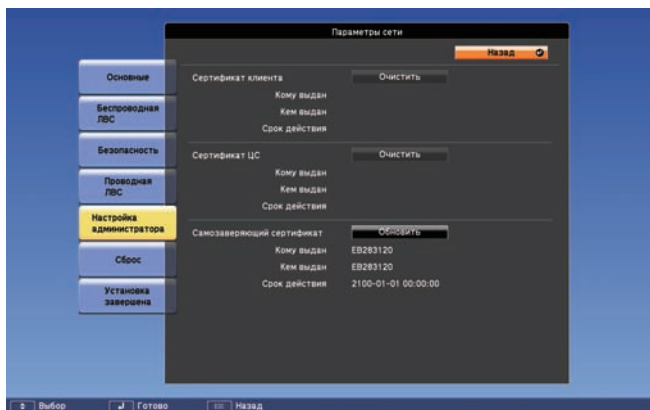 Параметры сети
Назад
Основные
Беспроводная
ЛВС
Безопасность
Проводная
ЛВС
Настройка
администратора
Сброс
Установка
завершена
Сертификат клиента Очистить
Кому выдан
Кем выдан
Срок действия
Сертификат ЦС Очистить
Кому выдан
Кем выдан
Срок действия
Самозаверяющий сертификат Обновить
Кому выдан EB283120
Кем выдан EB283120
Срок действия 2100-01-01 00:00:00
Выбор Готово ESC Назад